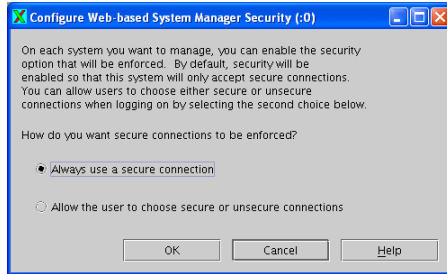 Configure Web-based System Manager Security (:0)
On each system you want to manage, you can enable the security
option that will be enforced. By default, security will be
enabled so that this system will only accept secure connections.
You can allow users to choose either secure or unsecure
connections when logging on by selecting the second choice below.
How do you want secure connections to be enforced?
Always use a secure connection
Allow the user to choose secure or unsecure connections
OK Cancel Help